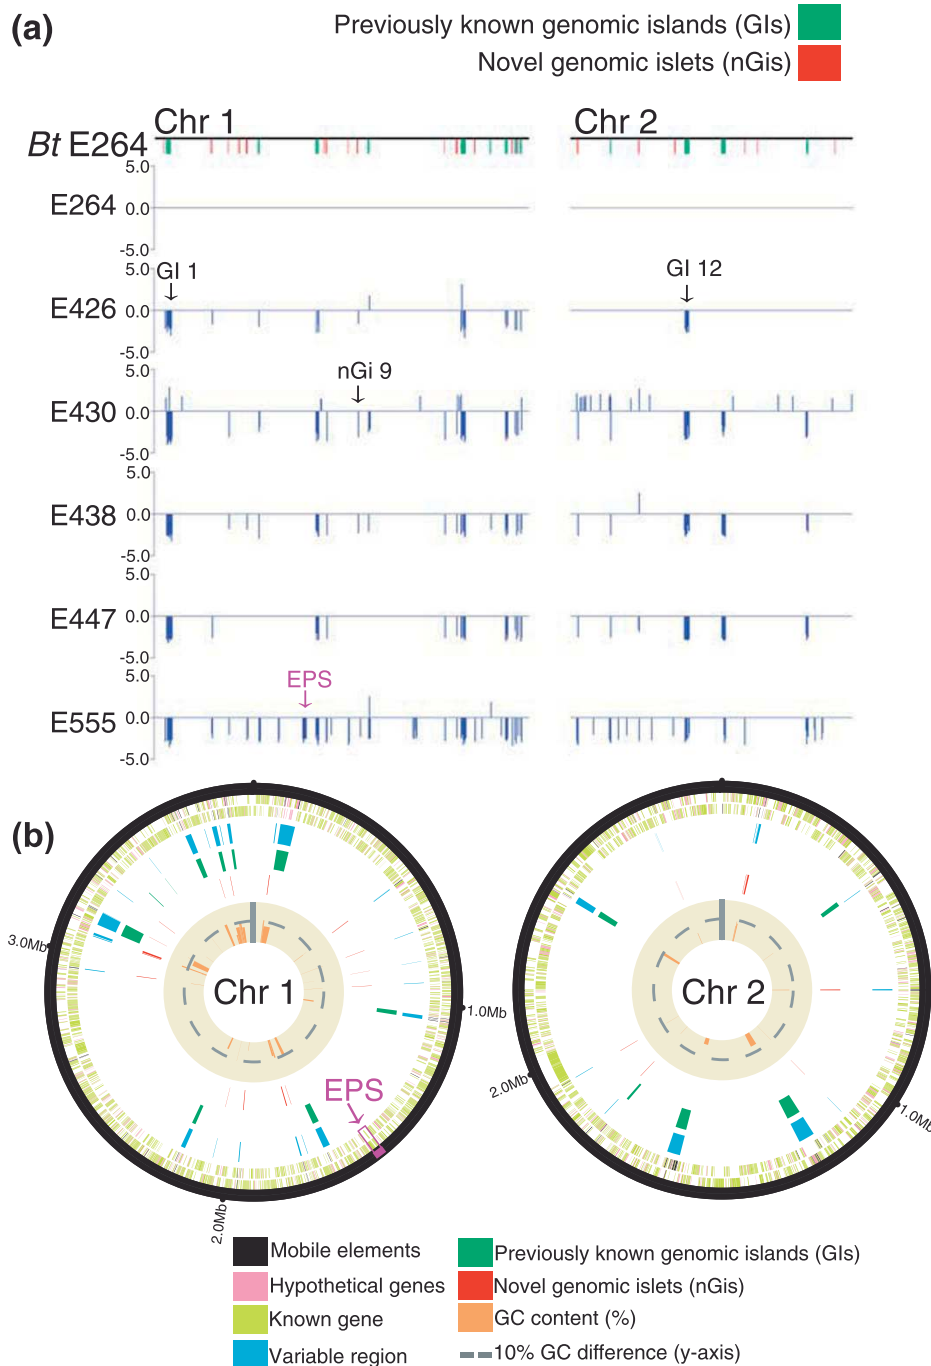 (a)
Previously known genomic islands (GIs)
Novel genomic islets (nGis)
Chr 1 Chr 2
Bt E264
5.0
E264 0.0
-5.0
5.0
GI 1 GI 12
E426 0.0
-5.0
5.0
nGi 9
E430 0.0
-5.0
5.0
E438 0.0
-5.0
5.0
E447 0.0
-5.0
5.0
EPS
E555 0.0
-5.0
(b)
3.0Mb
Chr 1 Chr 2
1.0Mb
EPS
2.0Mb
1.0Mb
2.0Mb
Mobile elements
Hypothetical genes
Known gene
Variable region
Previously known genomic islands (GIs)
Novel genomic islets (nGis)
GC content (%)
10% GC difference (y-axis)